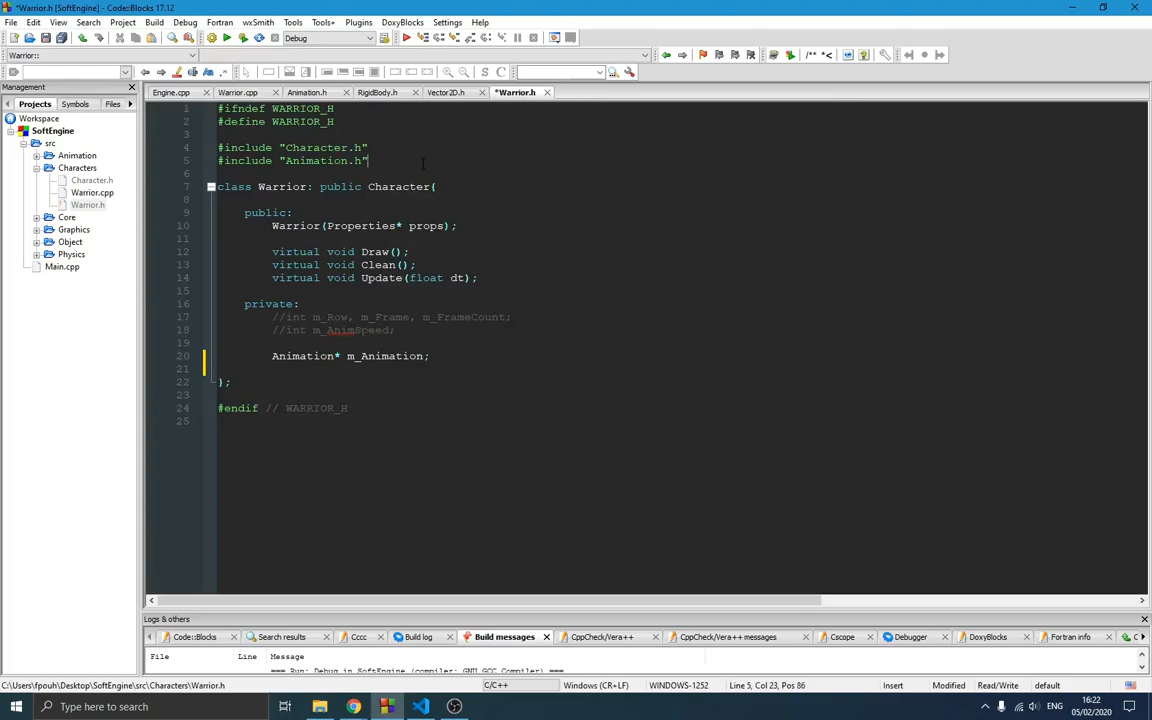 *Warrior.h [SoftEngine] - Code::Blocks 17.12
File Edit View Search Project Build Debug Fortran wxSmith Tools Tools+ Plugins DoxyBlocks Settings Help
Debug
Warrior::
/** *<
S C
Management
Engine.cpp Warrior.cpp Animation.h RigidBody.h Vector2D.h *Warrior.h
Projects Symbols Files
Workspace
SoftEngine
src
Animation
Characters
Character.h
Warrior.cpp
Warrior.h
Core
Graphics
Object
Physics
Main.cpp
1 #ifndef WARRIOR_H
2 #define WARRIOR_H
3
4 #include "Character.h"
5 #include "Animation.h"
6
7 class Warrior: public Character{
8
9 public:
10 Warrior(Properties* props);
11
12 virtual void Draw();
13 virtual void Clean();
14 virtual void Update(float dt);
15
16 private:
17 //int m_Row, m_Frame, m_FrameCount;
18 //int m_AnimSpeed;
19
20 Animation* m_Animation;
21
22 };
23
24 #endif // WARRIOR_H
25
Logs & others
Code::Blocks Search results Cccc Build log Build messages CppCheck/Vera++ CppCheck/Vera++ messages Cscope Debugger DoxyBlocks Fortran info
File Line Message
=== Run: Debug in SoftEngine (compiler: GNU GCC Compiler) ===
C:\Users\fpouh\Desktop\SoftEngine\src\Characters\Warrior.h C/C++ Windows (CR+LF) WINDOWS-1252 Line 5, Col 23, Pos 86 Insert Modified Read/Write default
Type here to search
ENG
16:22
05/02/2020